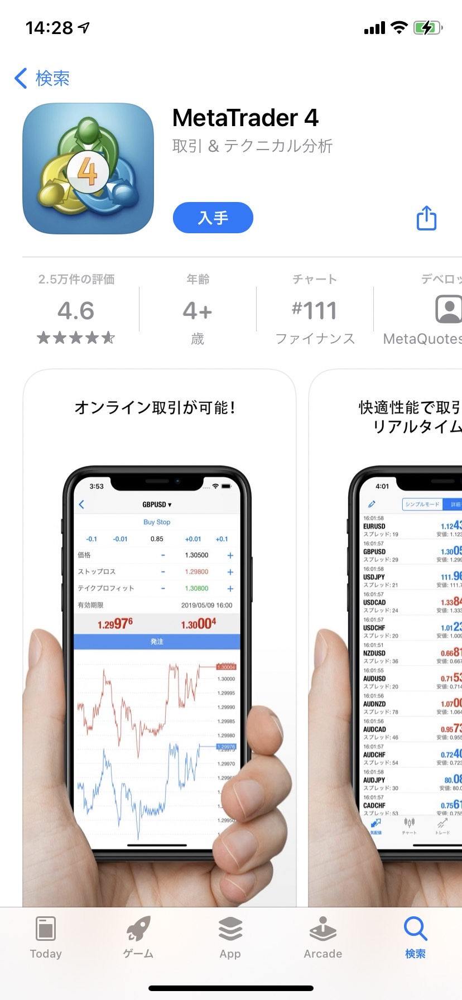 14:28
検索
MetaTrader 4
取引 & テクニカル分析
入手
2.5万件の評価
年齢
チャート
デベロッ
4.6
4+
#111
歳
ファイナンス
MetaQuotes
オンライン取引が可能!
3:53
GBPUSD ▾
Buy Stop
-0.1 -0.01 0.85 +0.01 +0.1
価格 - 1.30500 +
ストップロス - 1.29800 +
テイクプロフィット - 1.30800 +
有効期限 2019/05/09 16:00
1.29976 1.30004
発注
1.30004
1.30000
1.29995
1.29990
1.29985
1.29980
1.29976
1.29970
1.2996
1.29950
快適性能で取引
リアルタイム
4:01
シンプルモード 詳細
16:01:58
EURUSD 1.1243
スプレッド: 19 安値: 1.123
16:01:57
GBPUSD 1.3005
スプレッド: 29 安値: 1.299
16:01:58
USDJPY 111.96
スプレッド: 21 安値: 111.7
16:01:57
USDCAD 1.3384
スプレッド: 24 安値: 1.333
16:01:57
USDCHF 1.0123
スプレッド: 20 安値: 1.009
16:01:51
NZDUSD 0.6681
スプレッド: 36 安値: 0.667
16:01:55
AUDUSD 0.7153
スプレッド: 20 安値: 0.714
16:01:56
AUDNZD 1.0700
スプレッド: 78 安値: 1.064
16:01:56
AUDCAD 0.9573
スプレッド: 46 安値: 0.955
16:01:57
AUDCHF 0.7240
スプレッド: 54 安値: 0.723
16:01:58
AUDJPY 80.08
スプレッド: 30 安値: 80.0
16:01:57
CADCHF 0.7561
スプレッド: 53 安値: 0.755
気配値 チャート トレード
Today
ゲーム
App
Arcade
検索